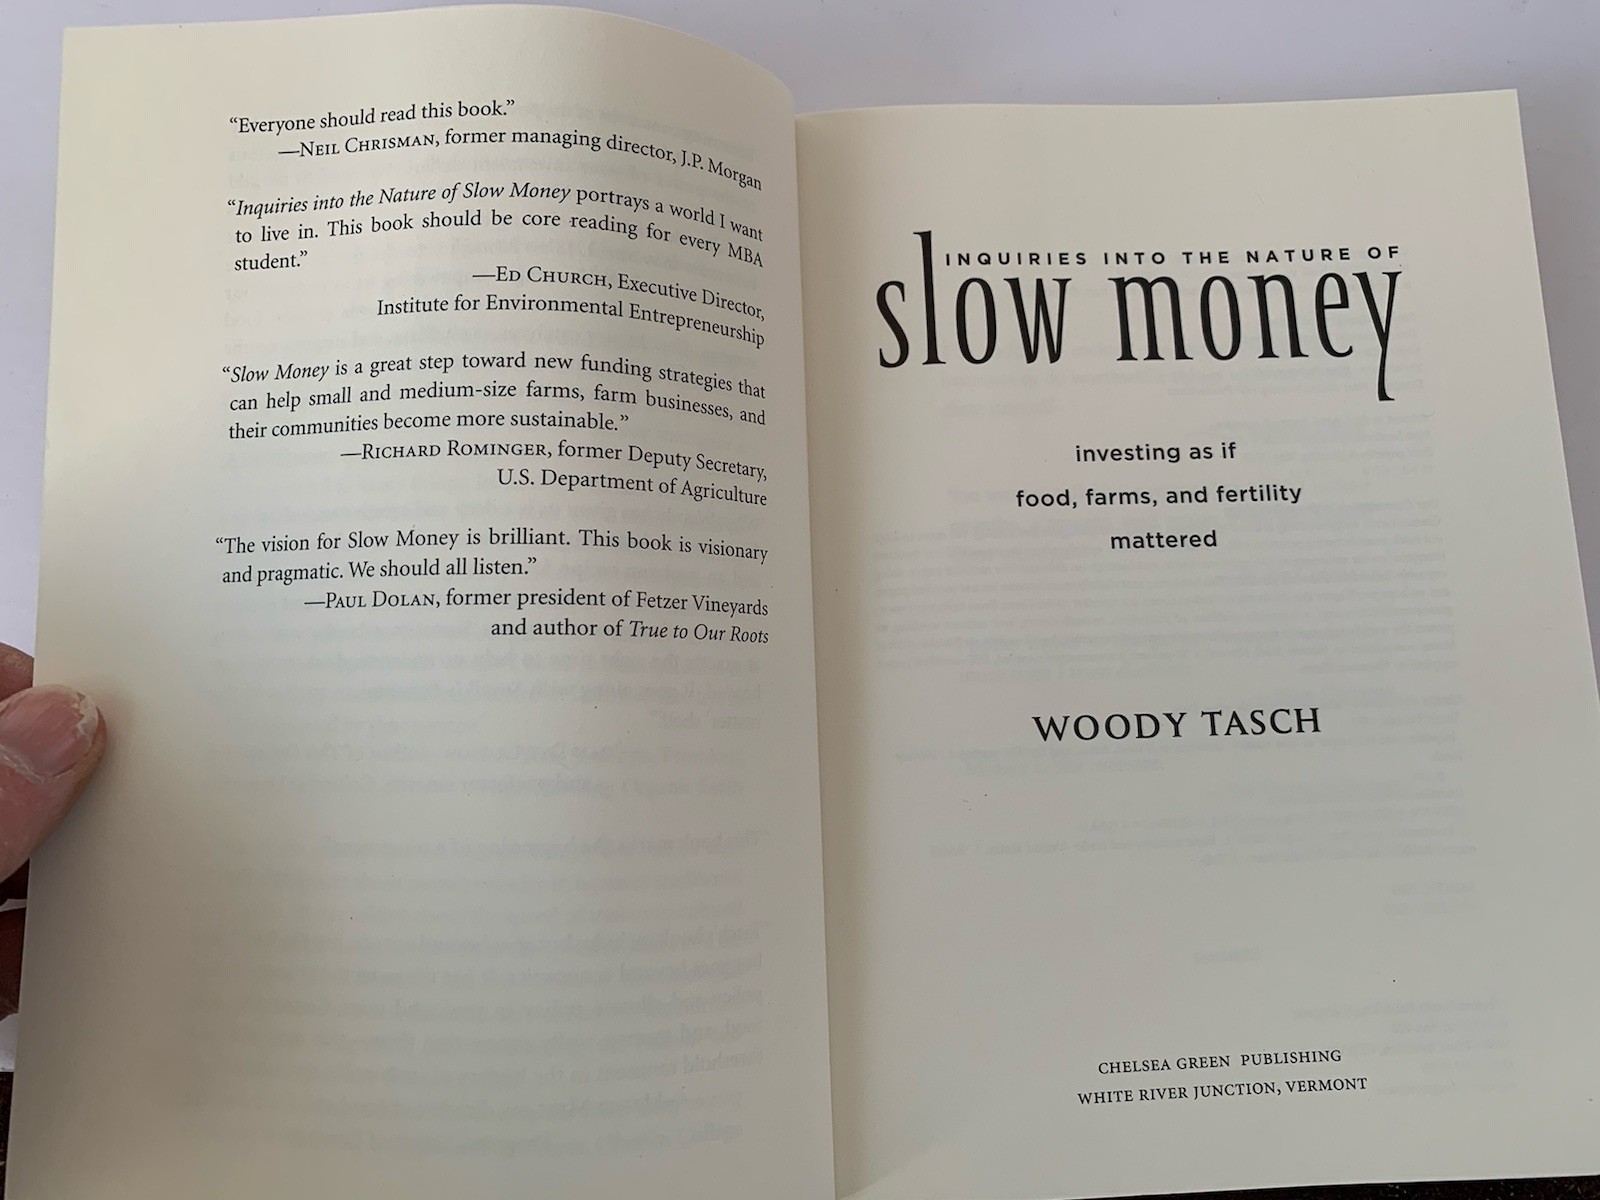 “Everyone should read this book.”
—Neil Chrisman, former managing director, J.P. Morgan
“Inquiries into the Nature of Slow Money portrays a world I want
to live in. This book should be core reading for every MBA
student.”
—Ed Church, Executive Director,
Institute for Environmental Entrepreneurship
“Slow Money is a great step toward new funding strategies that
can help small and medium-size farms, farm businesses, and
their communities become more sustainable.”
—Richard Rominger, former Deputy Secretary,
U.S. Department of Agriculture
“The vision for Slow Money is brilliant. This book is visionary
and pragmatic. We should all listen.”
—Paul Dolan, former president of Fetzer Vineyards
and author of True to Our Roots
INQUIRIES INTO THE NATURE OF
slow money
investing as if
food, farms, and fertility
mattered
WOODY TASCH
CHELSEA GREEN PUBLISHING
WHITE RIVER JUNCTION, VERMONT